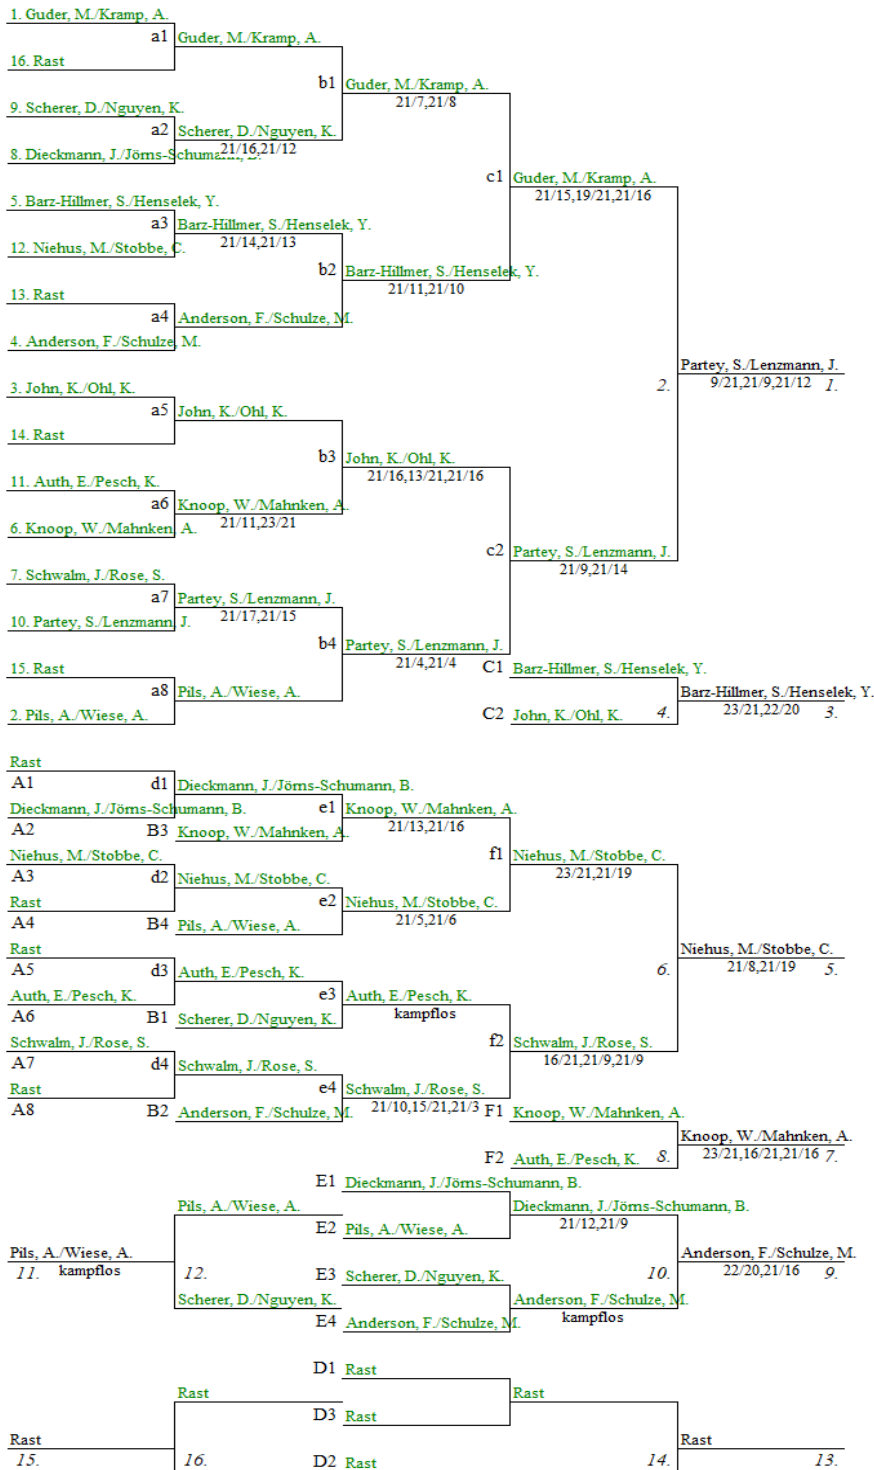 1. Guder, M./Kramp, A.
a1 Guder, M./Kramp, A.
16. Rast
b1 Guder, M./Kramp, A.
21/7,21/8
9. Scherer, D./Nguyen, K.
a2 Scherer, D./Nguyen, K.
21/16,21/12
8. Dieckmann, J./Jörns-Schumann, B.
c1 Guder, M./Kramp, A.
21/15,19/21,21/16
5. Barz-Hillmer, S./Henselek, Y.
a3 Barz-Hillmer, S./Henselek, Y.
21/14,21/13
12. Niehus, M./Stobbe, C.
b2 Barz-Hillmer, S./Henselek, Y.
21/11,21/10
13. Rast
a4 Anderson, F./Schulze, M.
4. Anderson, F./Schulze, M.
Partey, S./Lenzmann, J.
2. 9/21,21/9,21/12 1.
3. John, K./Ohl, K.
a5 John, K./Ohl, K.
14. Rast
b3 John, K./Ohl, K.
21/16,13/21,21/16
11. Auth, E./Pesch, K.
a6 Knoop, W./Mahnken, A.
21/11,23/21
6. Knoop, W./Mahnken, A.
c2 Partey, S./Lenzmann, J.
21/9,21/14
7. Schwalm, J./Rose, S.
a7 Partey, S./Lenzmann, J.
21/17,21/15
10. Partey, S./Lenzmann, J.
b4 Partey, S./Lenzmann, J.
21/4,21/4
15. Rast
C1 Barz-Hillmer, S./Henselek, Y.
a8 Pils, A./Wiese, A.
Barz-Hillmer, S./Henselek, Y.
23/21,22/20 3.
2. Pils, A./Wiese, A.
C2 John, K./Ohl, K. 4.
Rast
A1 d1 Dieckmann, J./Jörns-Schumann, B.
Dieckmann, J./Jörns-Schumann, B.
e1 Knoop, W./Mahnken, A.
21/13,21/16
A2 B3 Knoop, W./Mahnken, A.
Niehus, M./Stobbe, C.
f1 Niehus, M./Stobbe, C.
23/21,21/19
A3 d2 Niehus, M./Stobbe, C.
Rast
e2 Niehus, M./Stobbe, C.
21/5,21/6
A4 B4 Pils, A./Wiese, A.
Rast
Niehus, M./Stobbe, C.
6. 21/8,21/19 5.
A5 d3 Auth, E./Pesch, K.
Auth, E./Pesch, K.
e3 Auth, E./Pesch, K.
kampflos
A6 B1 Scherer, D./Nguyen, K.
Schwalm, J./Rose, S.
f2 Schwalm, J./Rose, S.
16/21,21/9,21/9
A7 d4 Schwalm, J./Rose, S.
Rast
e4 Schwalm, J./Rose, S.
21/10,15/21,21/3
A8 B2 Anderson, F./Schulze, M.
F1 Knoop, W./Mahnken, A.
Knoop, W./Mahnken, A.
23/21,16/21,21/16 7.
F2 Auth, E./Pesch, K. 8.
E1 Dieckmann, J./Jörns-Schumann, B.
Pils, A./Wiese, A.
Dieckmann, J./Jörns-Schumann, B.
21/12,21/9
E2 Pils, A./Wiese, A.
Pils, A./Wiese, A.
11. kampflos 12.
Anderson, F./Schulze, M.
10. 22/20,21/16 9.
E3 Scherer, D./Nguyen, K.
Scherer, D./Nguyen, K.
Anderson, F./Schulze, M.
kampflos
E4 Anderson, F./Schulze, M.
D1 Rast
Rast
Rast
D3 Rast
Rast
15. 16.
D2 Rast
Rast
14. 13.